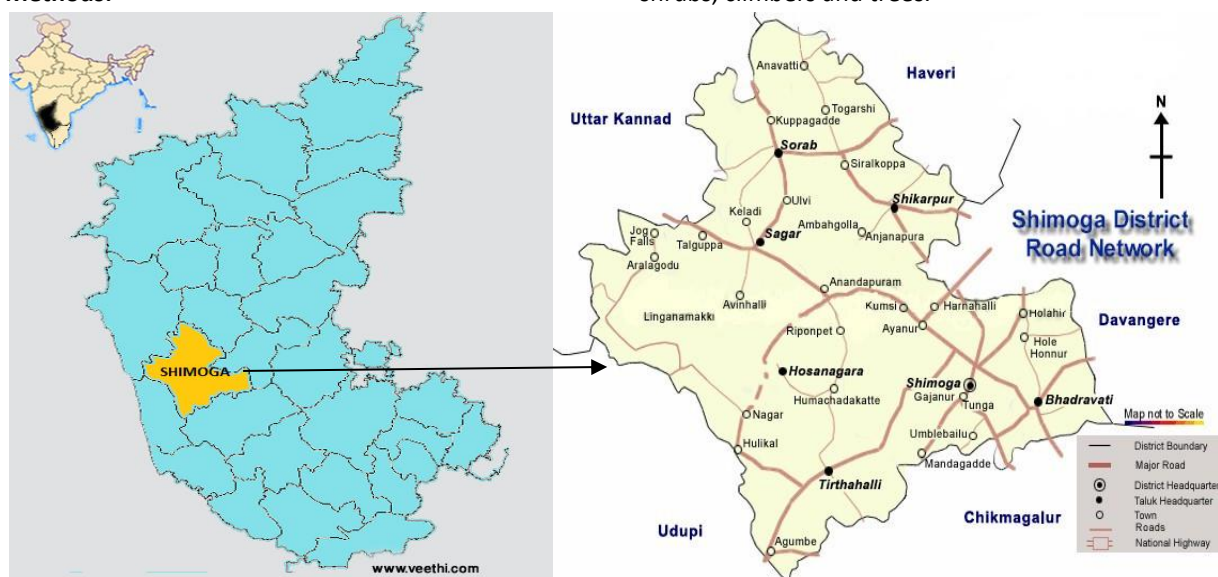 Methods:
shrubs, climbers and trees.
SHIMOGA
www.veethi.com
Anavatti
Haveri
Togarshi
Uttar Kannad
Kuppagadde
N
Sorab
Siralkoppa
Ulvi
Shikarpur
Keladi
Ambahgolla
Anjanapura
Shimoga District
Road Network
Jog
Falls
Talguppa
Sagar
Aralagodu
Anandapuram
Avinhalli
Linganamakki
Kumsi
Harnahalli
Holahir
Davangere
Riponpet
Ayanur
Hole
Honnur
Hosanagara
Shimoga
Humachadakatte
Gajanur
Tunga
Bhadravati
Nagar
Map not to Scale
Umblebailu
Hulikal
Mandagadde
Tirthahalli
Chikmagalur
Udupi
Agumbe
District Boundary
Major Road
District Headquarter
Taluk Headquarter
Town
Roads
National Highway